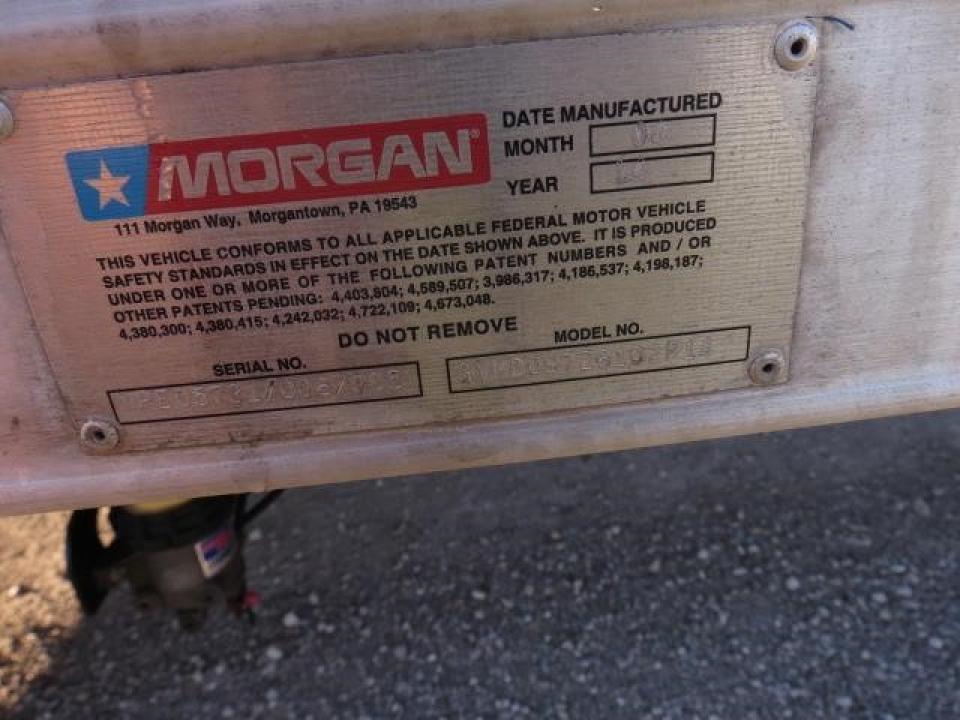 MORGAN®
111 Morgan Way, Morgantown, PA 19543
DATE MANUFACTURED
MONTH
YEAR
THIS VEHICLE CONFORMS TO ALL APPLICABLE FEDERAL MOTOR VEHICLE
SAFETY STANDARDS IN EFFECT ON THE DATE SHOWN ABOVE. IT IS PRODUCED
UNDER ONE OR MORE OF THE FOLLOWING PATENT NUMBERS AND / OR
OTHER PATENTS PENDING: 4,403,804; 4,589,507; 3,986,317; 4,186,537; 4,198,187;
4,380,300; 4,380,415; 4,242,032; 4,722,109; 4,673,048.
DO NOT REMOVE
SERIAL NO.
MODEL NO.